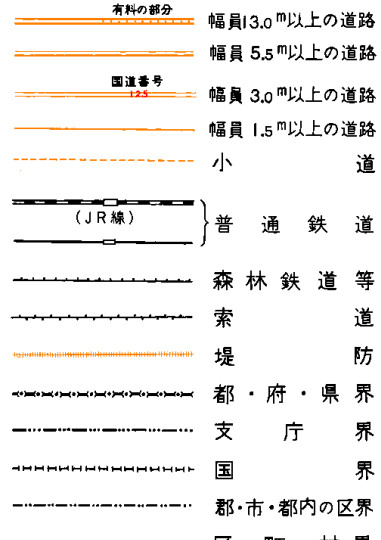 有料の部分
幅員13.0m以上の道路
幅員 5.5m以上の道路
国道番号
125
幅員 3.0m以上の道路
幅員 1.5m以上の道路
小 道
(JR線)
普通鉄道
森林鉄道等
索 道
堤 防
都・府・県界
支 庁 界
国 界
郡・市・都内の区界